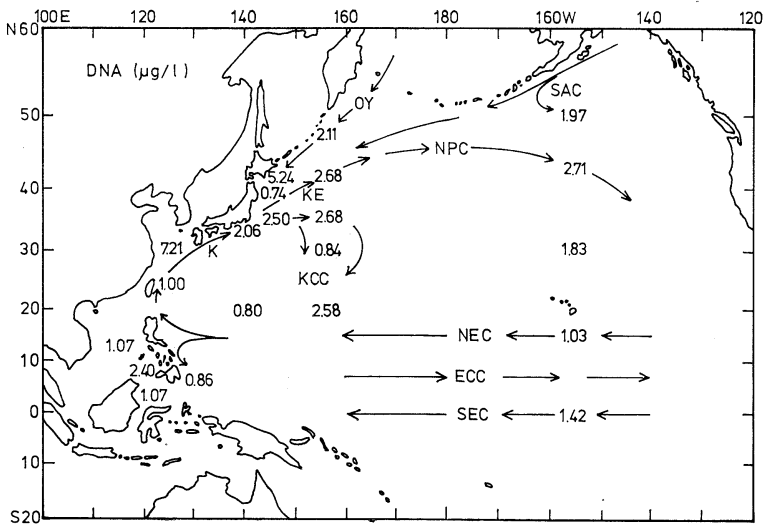 100E 120 140 160 160W 140 120
N60
DNA (µg/l)
SAC
OY
50
1.97
2.11
NPC
2.71
5.24 2.68
40
0.74
KE
2.50 2.68
2.06
7.21 K
30
0.84 1.83
KCC
1.00
20
0.80 2.58
NEC 1.03
1.07
10
2.40
0.86
ECC
1.07
0
SEC 1.42
10
S20